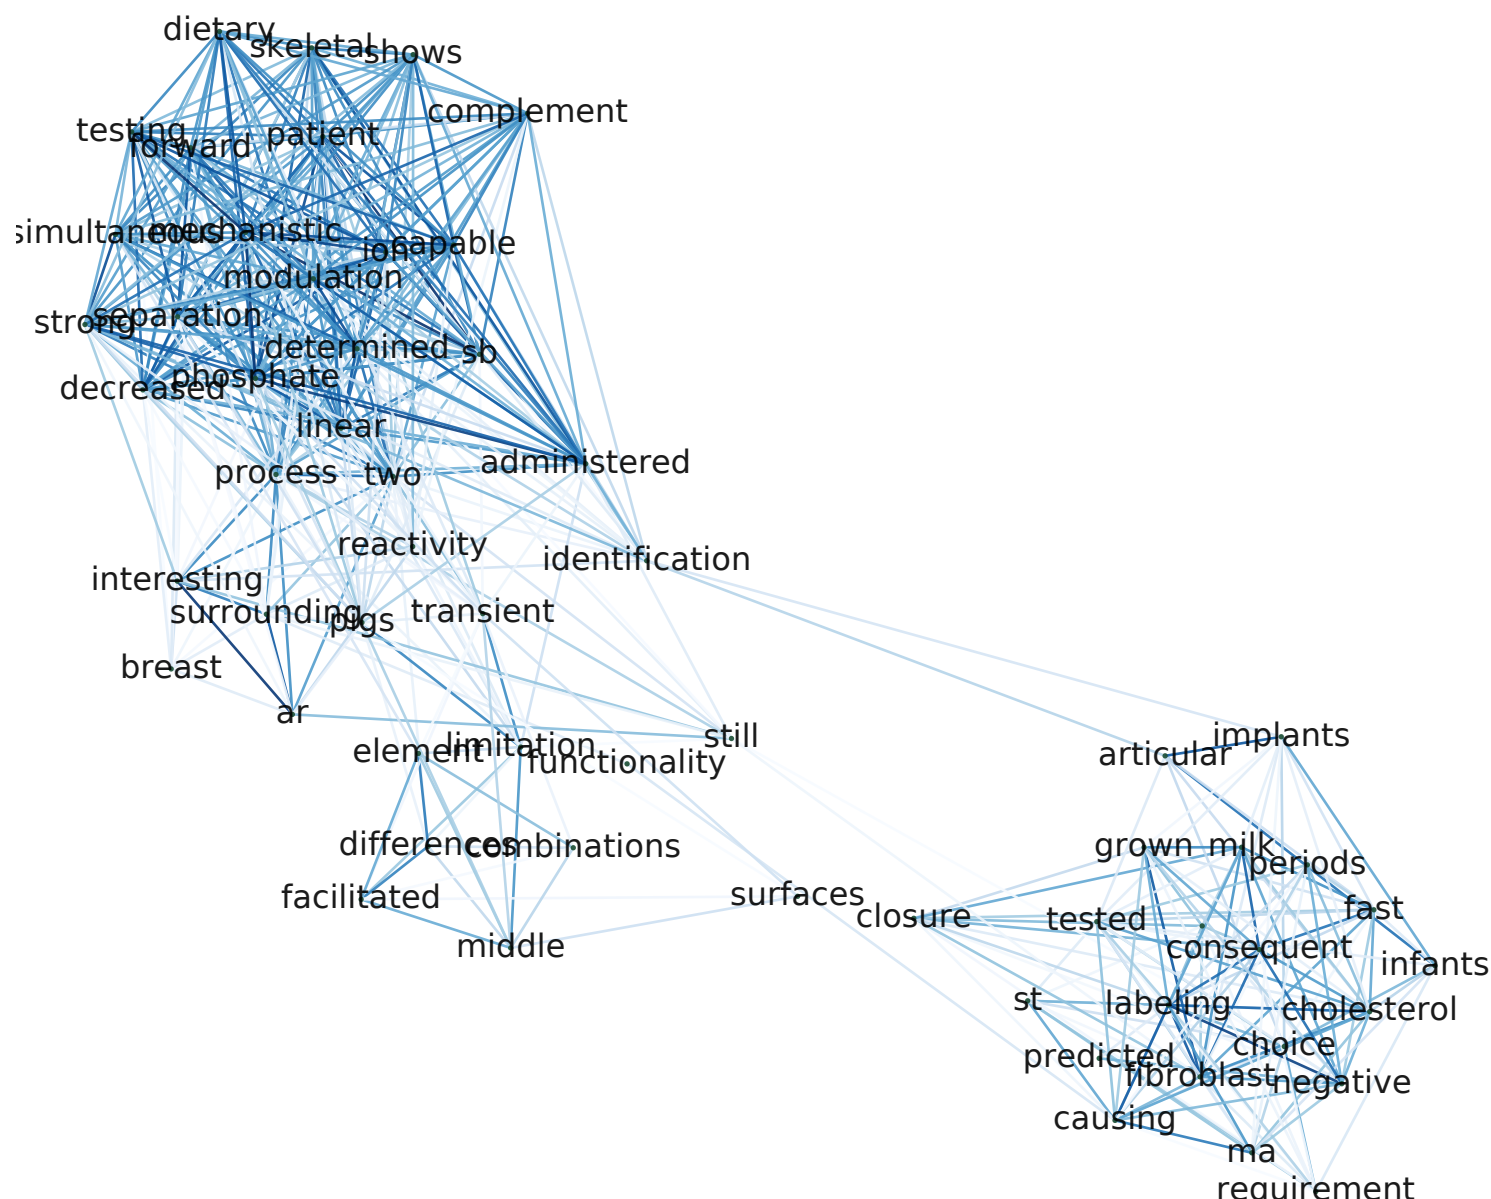 dietary
skeletal
shows
complement
testing
forward
patient
simultaneous
mechanistic
ion
capable
modulation
strong
separation
determined
sb
decreased
phosphate
linear
process
two
administered
reactivity
identification
interesting
surrounding
pigs
transient
breast
ar
element
limitation
functionality
still
articular
implants
differences
combinations
grown
milk
periods
facilitated
surfaces
closure
tested
fast
middle
consequent
infants
st
labeling
cholesterol
predicted
choice
fibroblast
negative
causing
ma
requirement